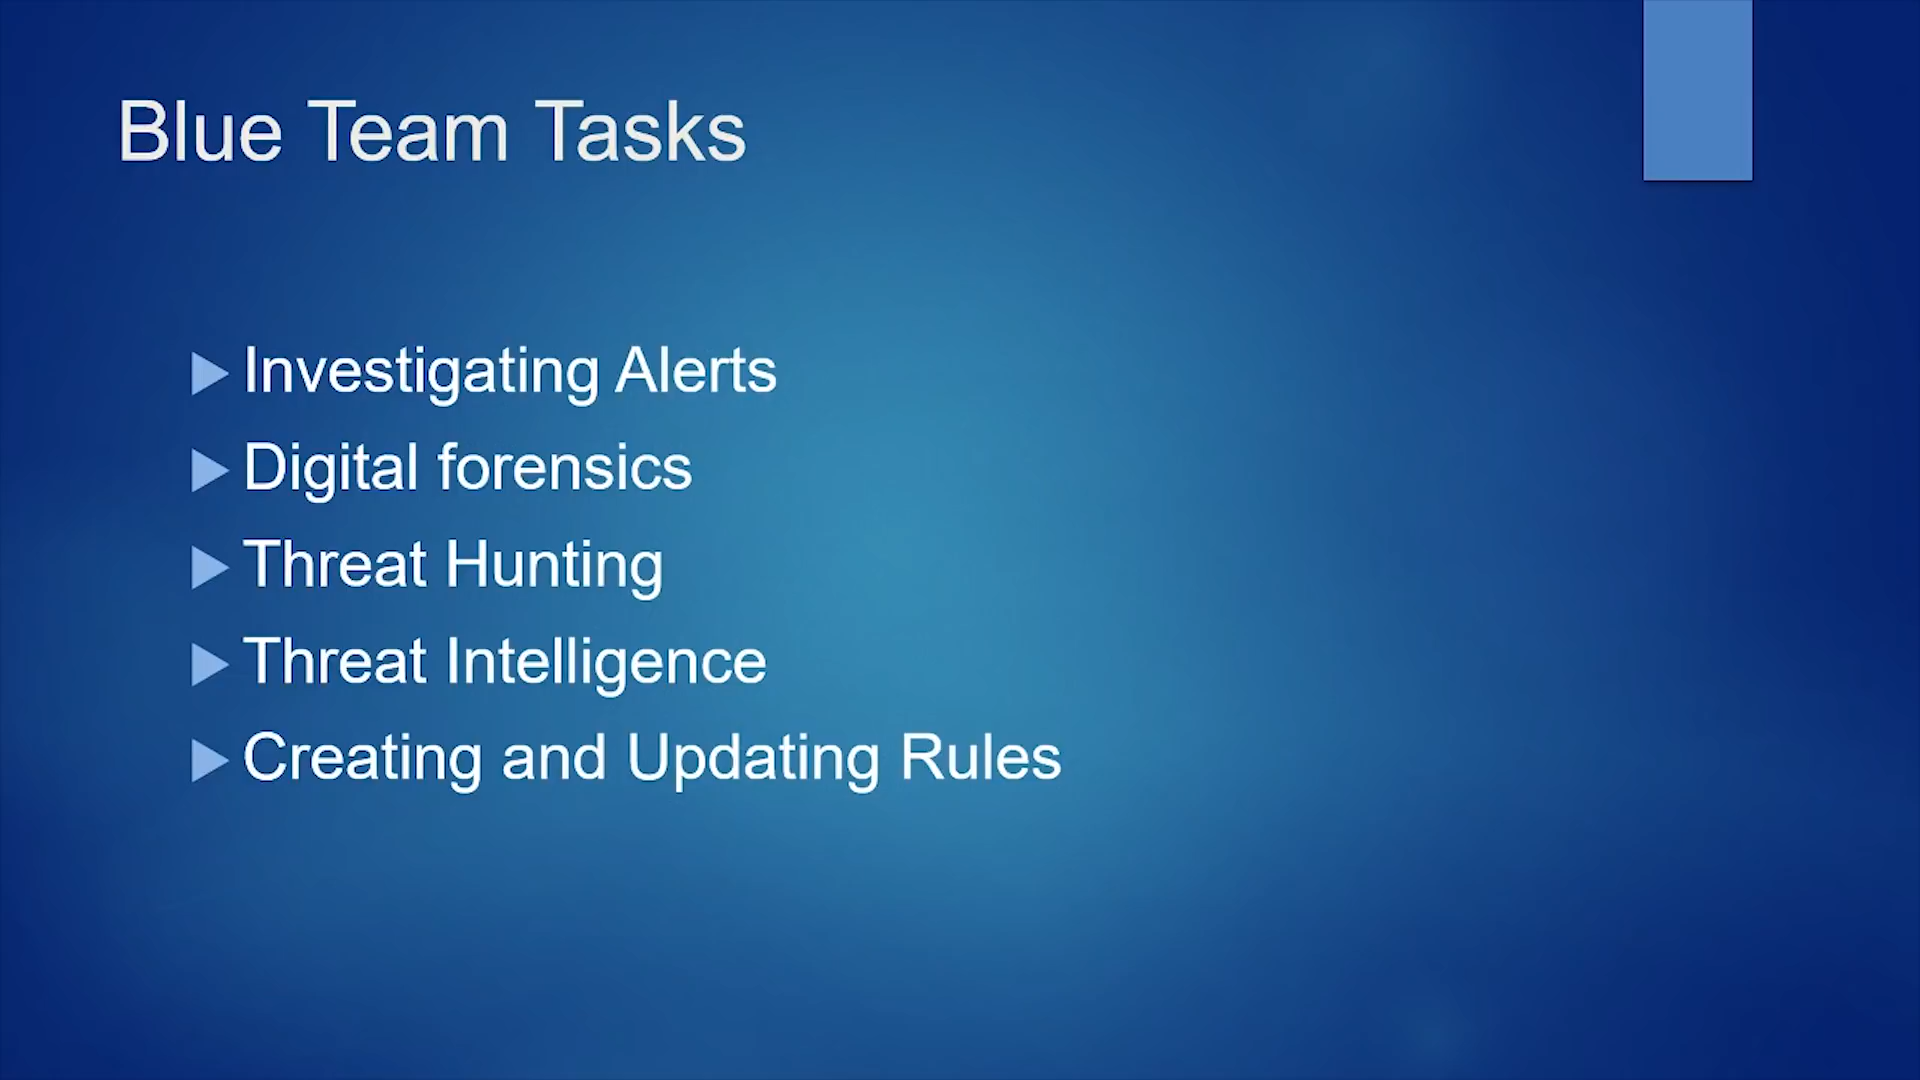 Blue Team Tasks
Investigating Alerts
Digital forensics
Threat Hunting
Threat Intelligence
Creating and Updating Rules